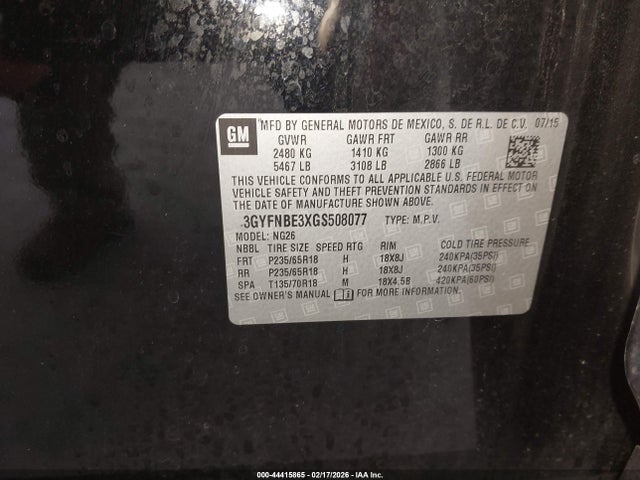 GM
MFD BY GENERAL MOTORS DE MEXICO, S. DE R.L. DE C.V. 07/15
GVWR GAWR FRT GAWR RR
2480 KG 1410 KG 1300 KG
5467 LB 3108 LB 2866 LB
THIS VEHICLE CONFORMS TO ALL APPLICABLE U.S. FEDERAL MOTOR
VEHICLE SAFETY AND THEFT PREVENTION STANDARDS IN EFFECT ON
THE DATE OF MANUFACTURE SHOWN ABOVE.
3GYFNBE3XGS508077 TYPE: M.P.V.
MODEL: NG26
NBBL TIRE SIZE SPEED RTG RIM COLD TIRE PRESSURE
FRT P235/65R18 H 18X8J 240KPA(35PSI)
RR P235/65R18 H 18X8J 240KPA(35PSI)
SPA T135/70R18 M 18X4.5B 420KPA(60PSI)
SEE OWNER'S MANUAL FOR MORE INFORMATION.
000-44415865 - 02/17/2026 - IAA Inc.